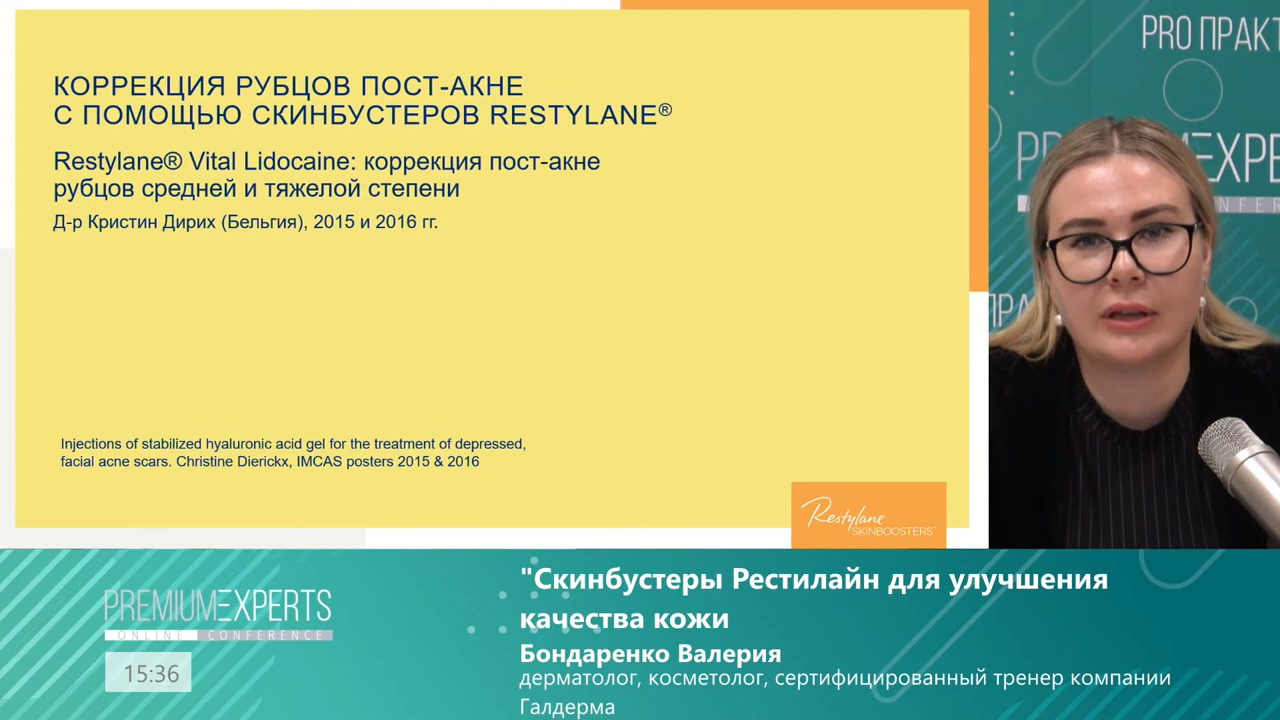 КОРРЕКЦИЯ РУБЦОВ ПОСТ-АКНЕ
С ПОМОЩЬЮ СКИНБУСТЕРОВ RESTYLANE®
Restylane® Vital Lidocaine: коррекция пост-акне
рубцов средней и тяжелой степени
Д-р Кристин Дирих (Бельгия), 2015 и 2016 гг.
Injections of stabilized hyaluronic acid gel for the treatment of depressed,
facial acne scars. Christine Dierickx, IMCAS posters 2015 & 2016
Restylane
SKINBOOSTERS™
PRO ПРАКТ
PREMIUMEXPERTS
ONLINE CONFERENCE
15:36
"Скинбустеры Рестилайн для улучшения
качества кожи
Бондаренко Валерия
дерматолог, косметолог, сертифицированный тренер компании
Галдерма